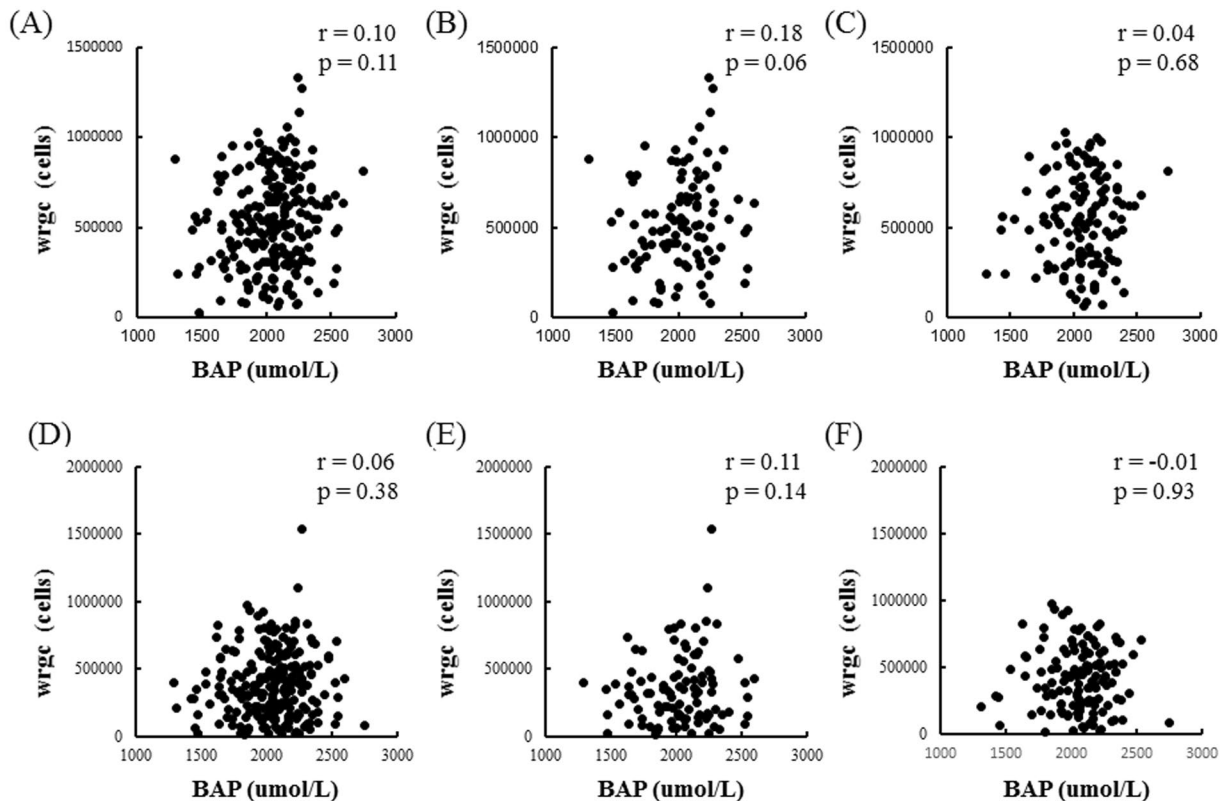 (A)
r = 0.10
p = 0.11
1500000
1000000
500000
0
wrgc (cells)
1000 1500 2000 2500 3000
BAP (umol/L)
(B)
r = 0.18
p = 0.06
1500000
1000000
500000
0
wrgc (cells)
1000 1500 2000 2500 3000
BAP (umol/L)
(C)
r = 0.04
p = 0.68
1500000
1000000
500000
0
wrgc (cells)
1000 1500 2000 2500 3000
BAP (umol/L)
(D)
r = 0.06
p = 0.38
2000000
1500000
1000000
500000
0
wrgc (cells)
1000 1500 2000 2500 3000
BAP (umol/L)
(E)
r = 0.11
p = 0.14
2000000
1500000
1000000
500000
0
wrgc (cells)
1000 1500 2000 2500 3000
BAP (umol/L)
(F)
r = -0.01
p = 0.93
2000000
1500000
1000000
500000
0
wrgc (cells)
1000 1500 2000 2500 3000
BAP (umol/L)